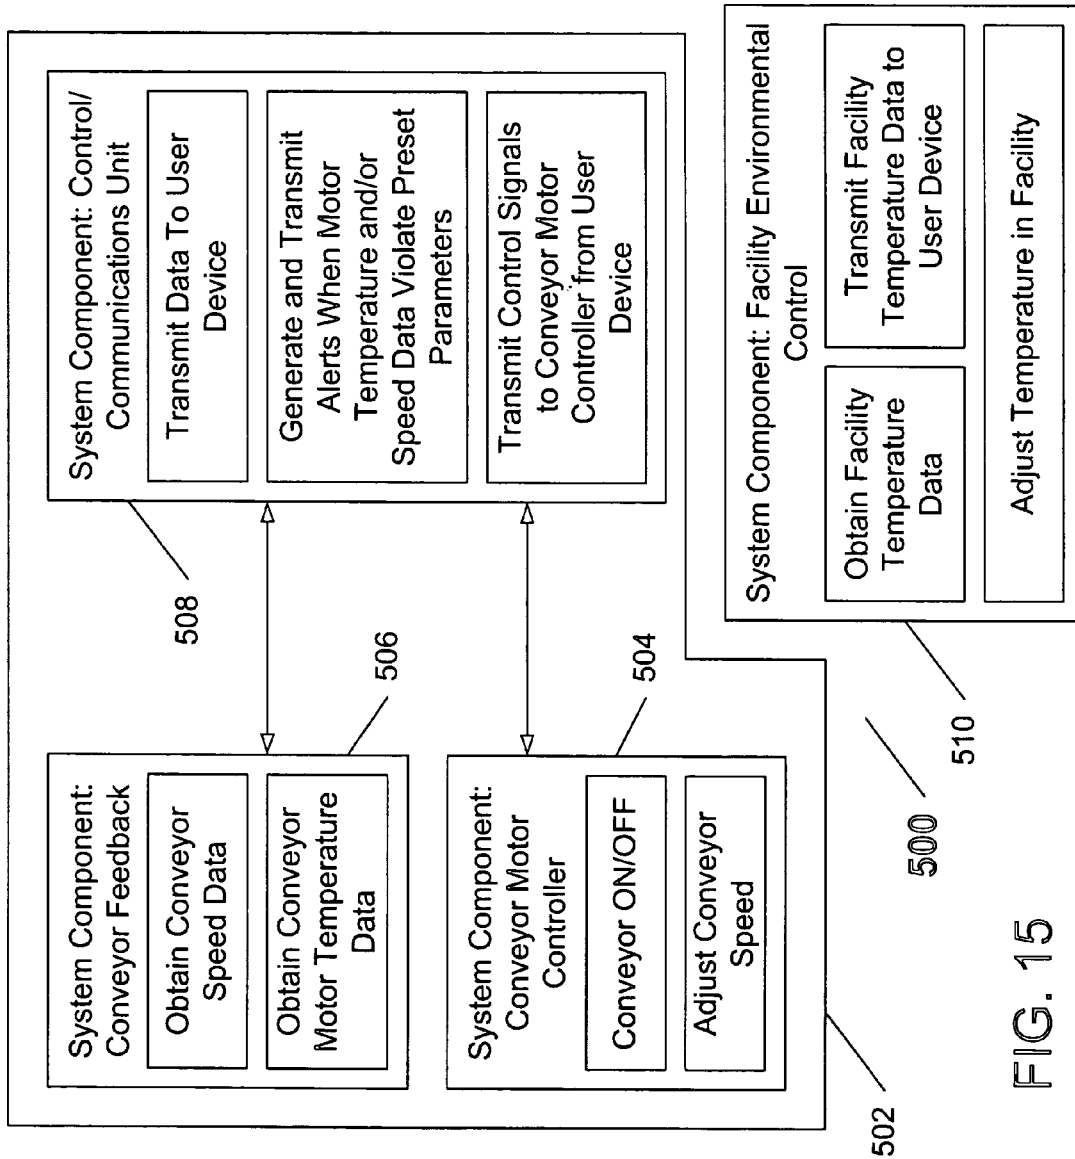 System Component:
Conveyor Feedback
Obtain Conveyor
Speed Data
Obtain Conveyor
Motor Temperature
Data
506
System Component:
Conveyor Motor
Controller
Conveyor ON/OFF
Adjust Conveyor
Speed
504
502
System Component: Control/
Communications Unit
Transmit Data To User
Device
Generate and Transmit
Alerts When Motor
Temperature and/or
Speed Data Violate Preset
Parameters
Transmit Control Signals
to Conveyor Motor
Controller from User
Device
508
System Component: Facility Environmental
Control
Obtain Facility
Temperature
Data
Transmit Facility
Temperature Data to
User Device
Adjust Temperature in Facility
510
500
FIG. 15